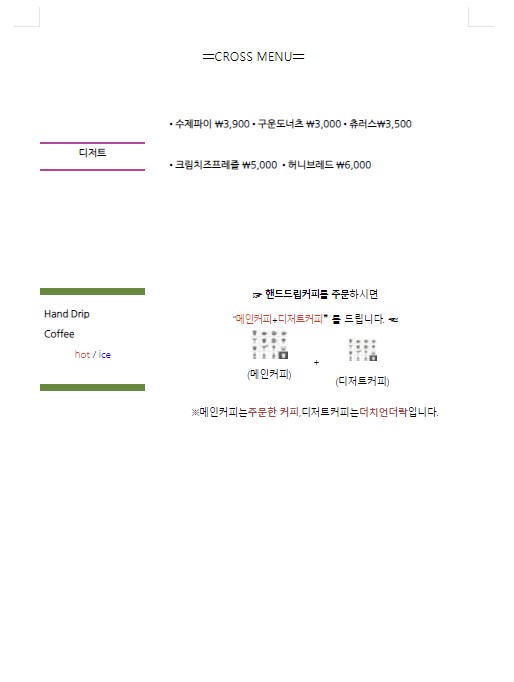 =CROSS MENU=
• 수제파이 ₩3,900 • 구운도너츠 ₩3,000 • 츄러스₩3,500
디저트
• 크림치즈프레즐 ₩5,000 • 허니브레드 ₩6,000
☞ 핸드드립커피를 주문하시면
Hand Drip
"메인커피+디저트커피" 를 드립니다. ☜
Coffee
hot / ice
(메인커피) + (디저트커피)
※메인커피는주문한 커피,디저트커피는더치언더락입니다.